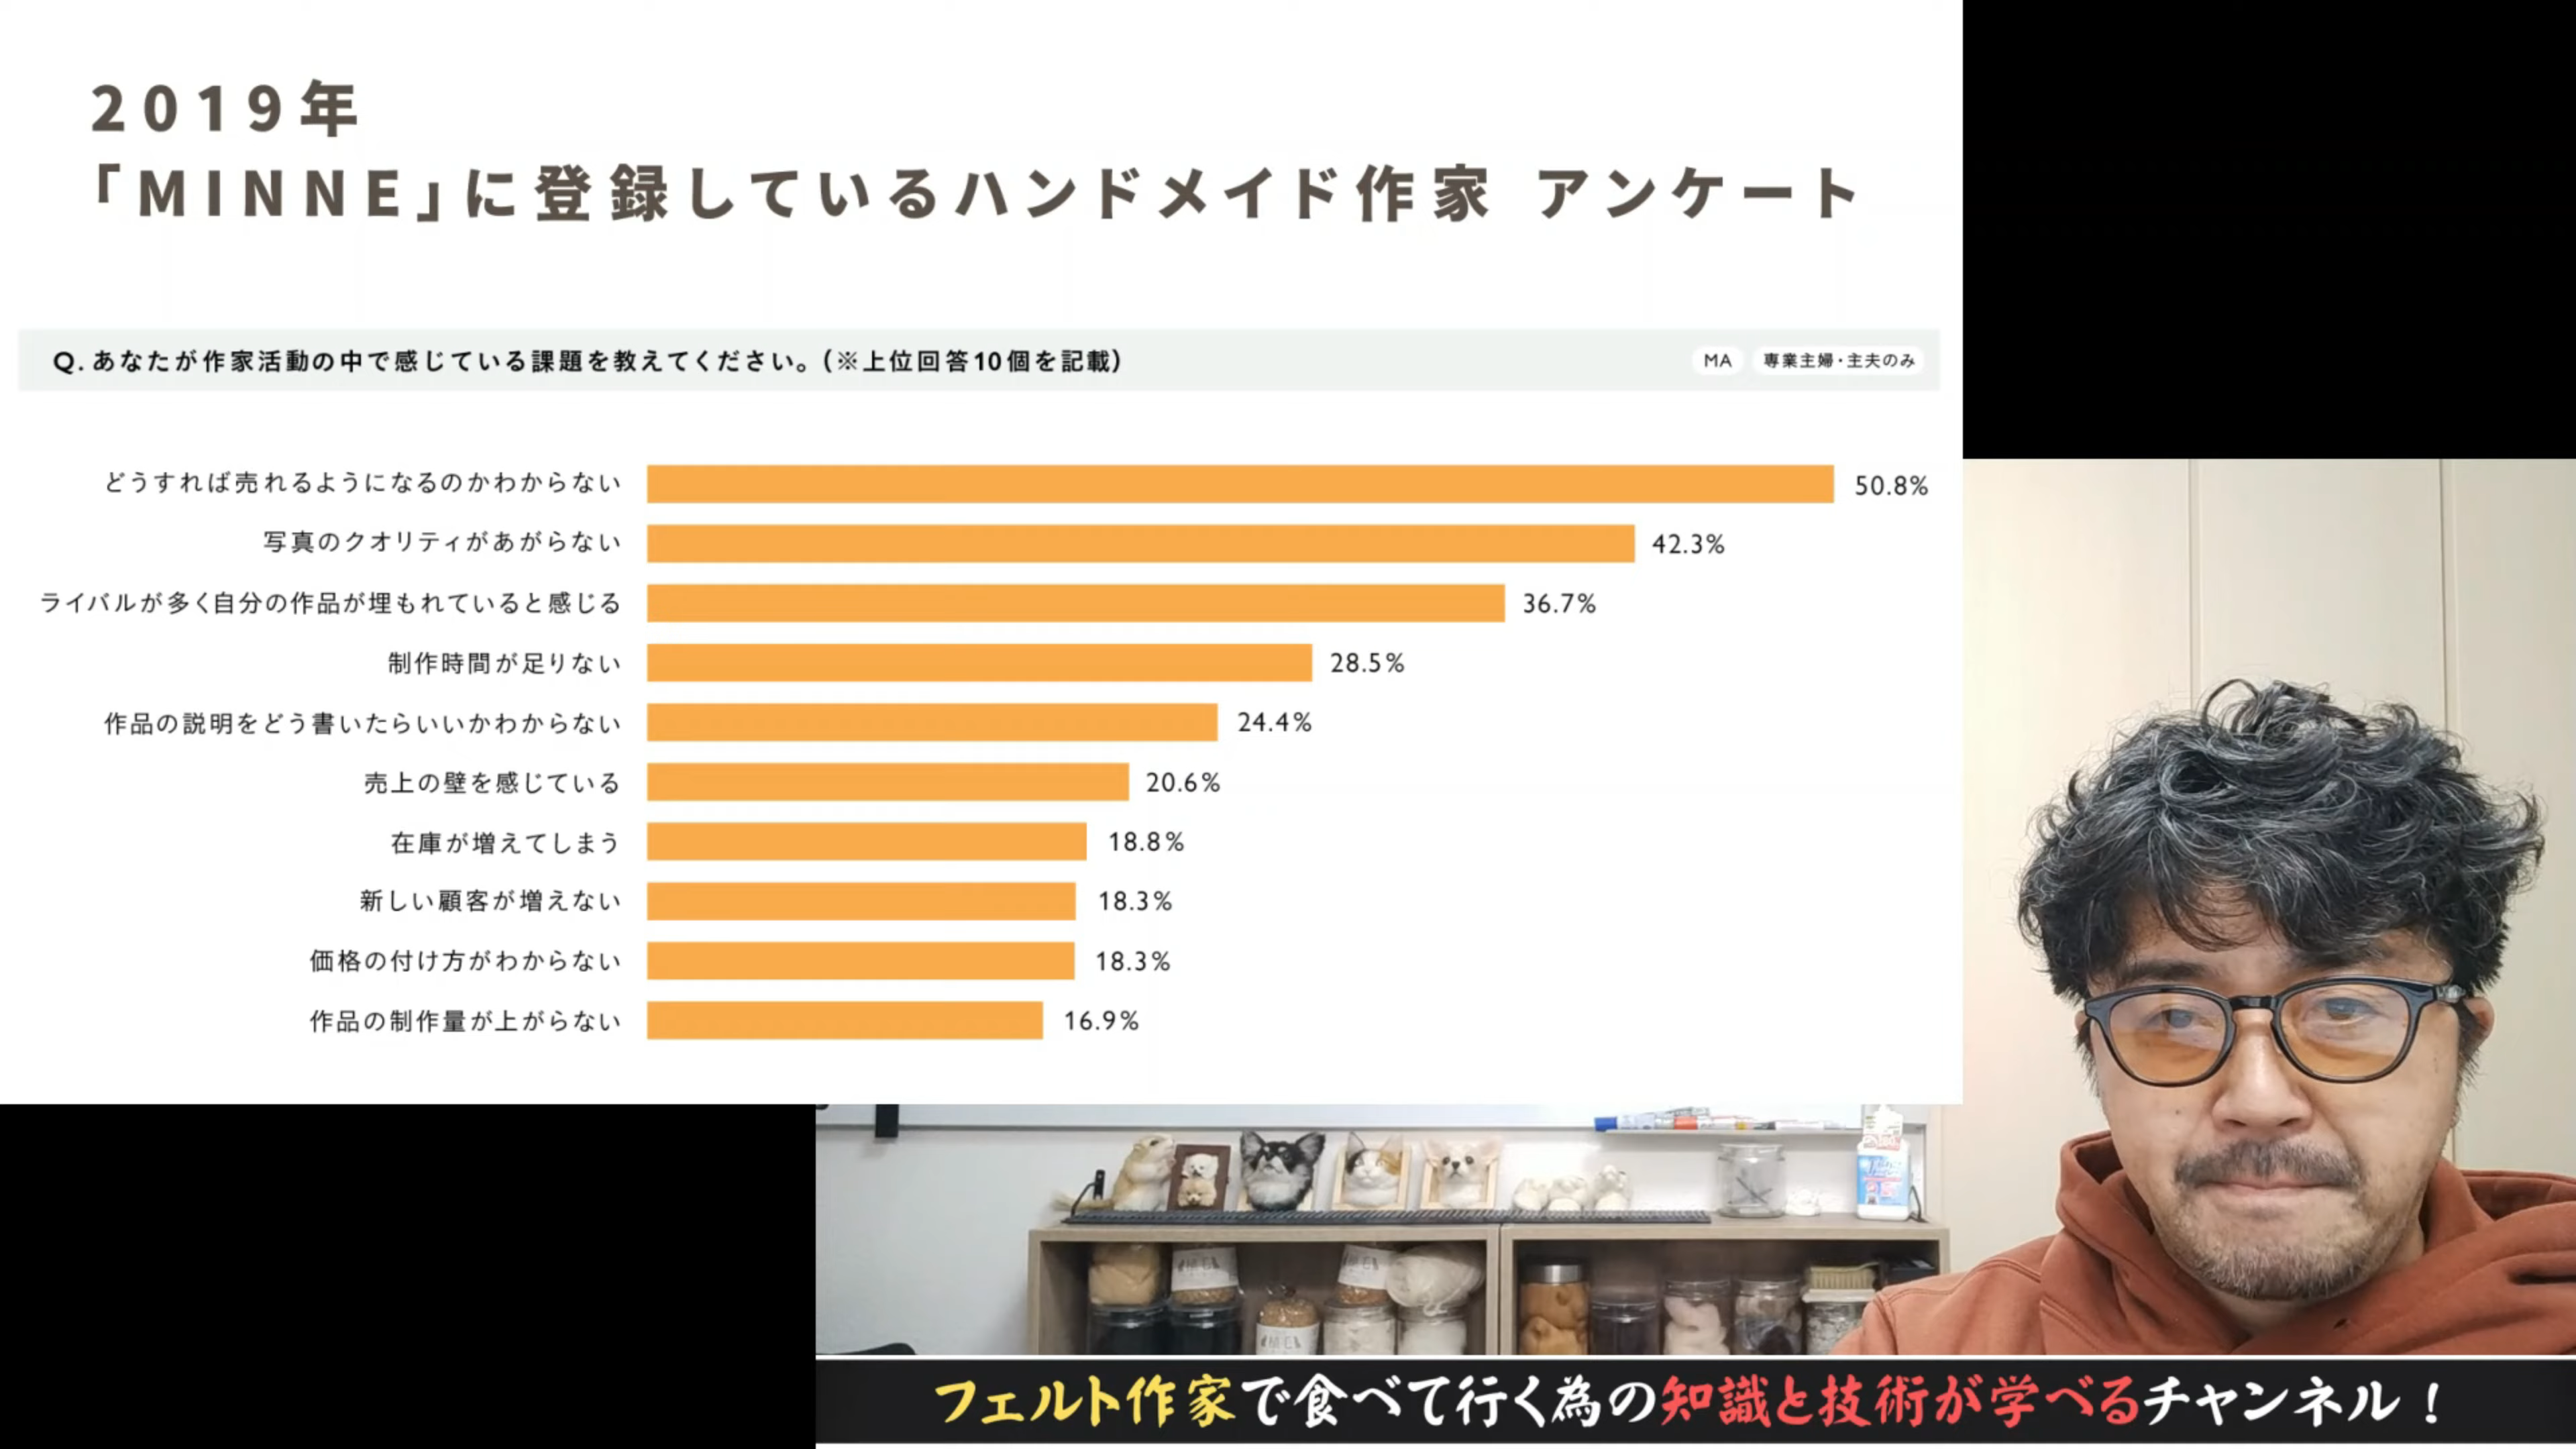 2019年
「MINNE」に登録しているハンドメイド作家 アンケート
Q. あなたが作家活動の中で感じている課題を教えてください。(※上位回答10個を記載)
MA
専業主婦・主夫のみ
どうすれば売れるようになるのかわからない 50.8%
写真のクオリティがあがらない 42.3%
ライバルが多く自分の作品が埋もれていると感じる 36.7%
制作時間が足りない 28.5%
作品の説明をどう書いたらいいかわからない 24.4%
売上の壁を感じている 20.6%
在庫が増えてしまう 18.8%
新しい顧客が増えない 18.3%
価格の付け方がわからない 18.3%
作品の制作量が上がらない 16.9%
フェルト作家で食べて行く為の知識と技術が学べるチャンネル！